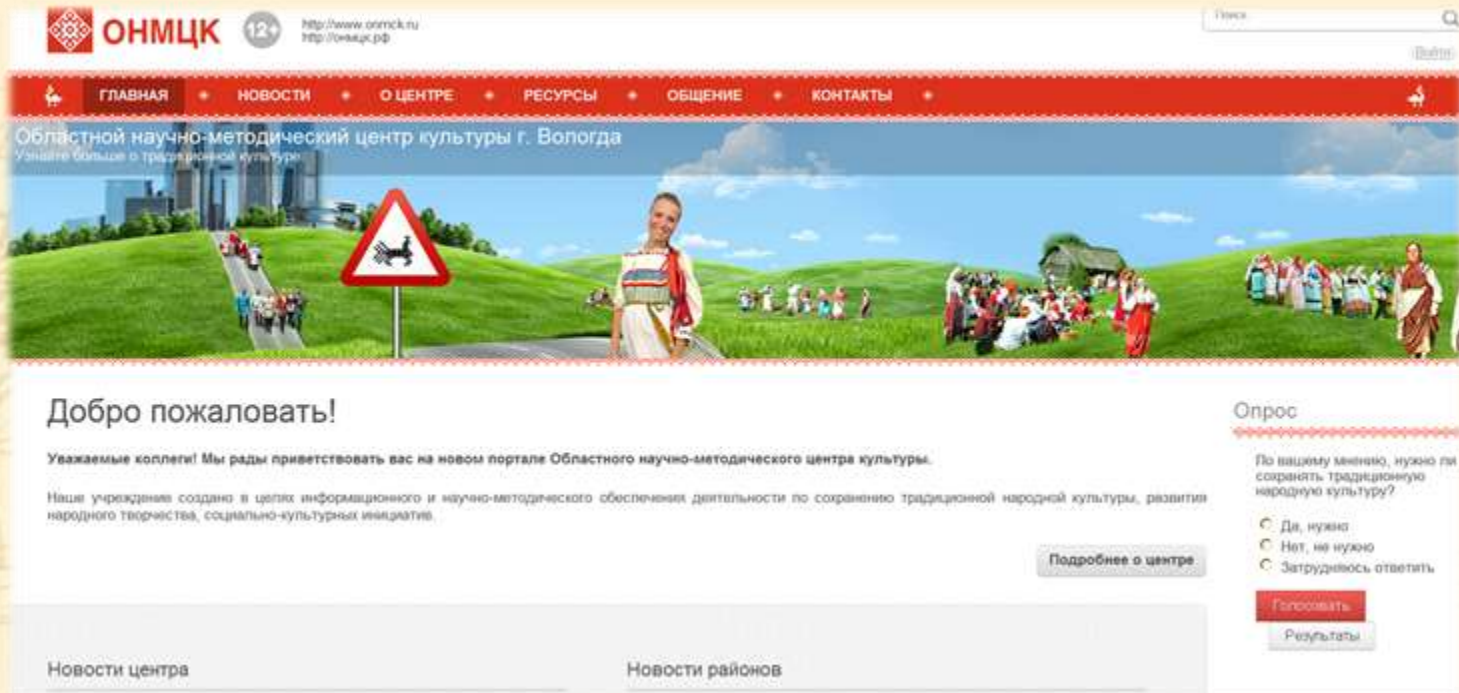 ОНМЦК
12+
http://www.onmck.ru
http://онмцк.рф
Поиск
Войти
ГЛАВНАЯ НОВОСТИ О ЦЕНТРЕ РЕСУРСЫ ОБЩЕНИЕ КОНТАКТЫ
Областной научно-методический центр культуры г. Вологда
Узнайте больше о традиционной культуре
Добро пожаловать!
Уважаемые коллеги! Мы рады приветствовать вас на новом портале Областного научно-методического центра культуры.
Наше учреждение создано в целях информационного и научно-методического обеспечения деятельности по сохранению традиционной народной культуры, развития
народного творчества, социально-культурных инициатив.
Подробнее о центре
Опрос
По вашему мнению, нужно ли
сохранять традиционную
народную культуру?
Да, нужно
Нет, не нужно
Затрудняюсь ответить
Голосовать
Результаты
Новости центра
Новости районов